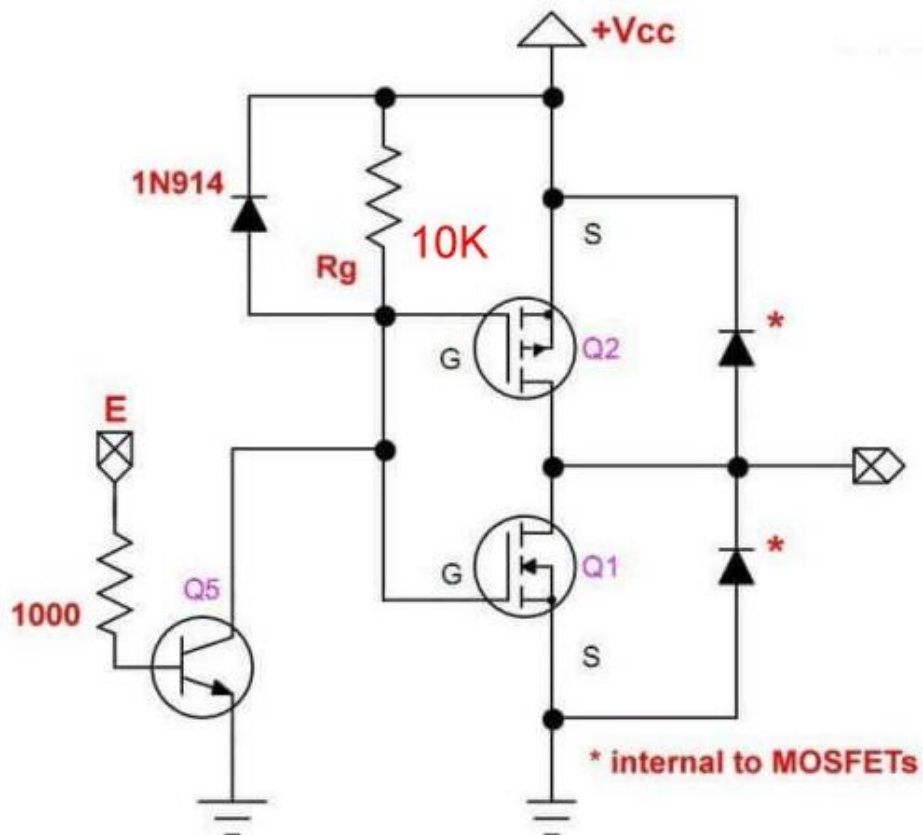 +Vcc
1N914
10K
Rg
S
G
Q2
*
E
G
Q1
*
Q5
1000
S
* internal to MOSFETs